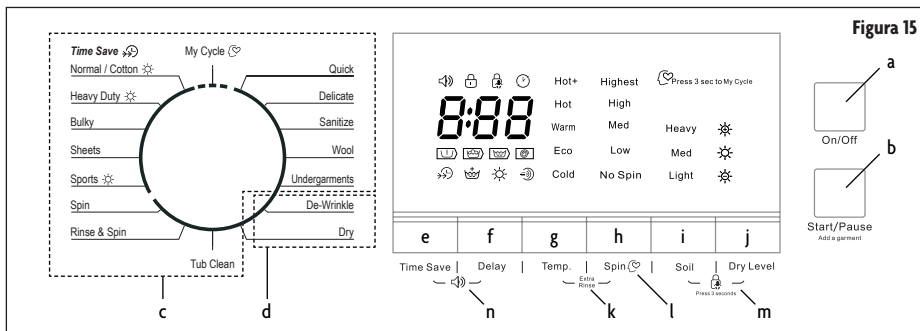 Figura 15
Time Save
My Cycle
Normal / Cotton
Heavy Duty
Bulky
Sheets
Sports
Spin
Rinse & Spin
Quick
Delicate
Sanitize
Wool
Undergarments
De-Wrinkle
Dry
Tub Clean
c
d
8:88
Hot+
Hot
Warm
Eco
Cold
Highest
High
Med
Low
No Spin
Press 3 sec to My Cycle
Heavy
Med
Light
e f g h i j
Time Save | Delay | Temp. | Spin | Soil | Dry Level
Extra
Rinse
Press 3 seconds
n k l m
a
On/Off
b
Start/Pause
Add a garment